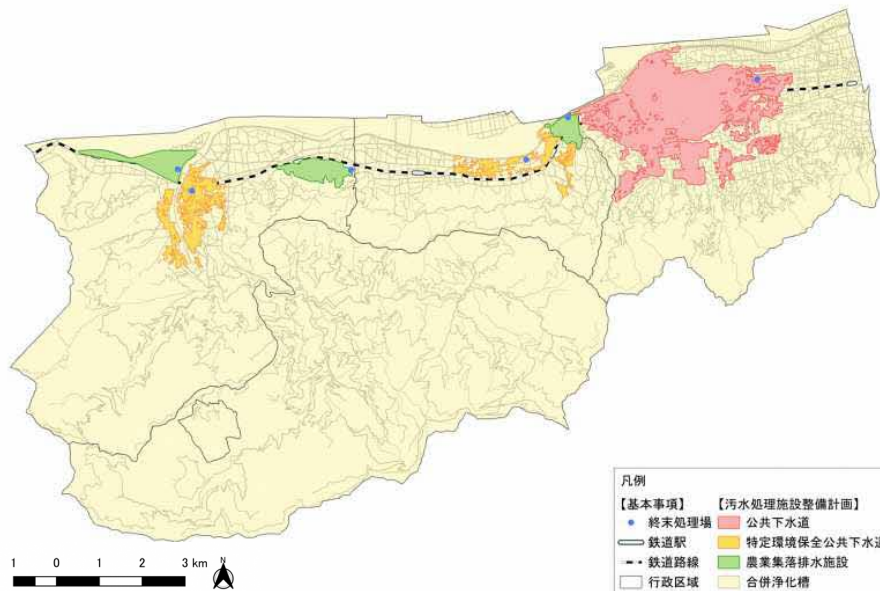 凡例
【基本事項】 【汚水処理施設整備計画】
終末処理場 公共下水道
鉄道駅 特定環境保全公共下水道
鉄道路線 農業集落排水施設
行政区域 合併浄化槽
1 0 1 2 3 km
N